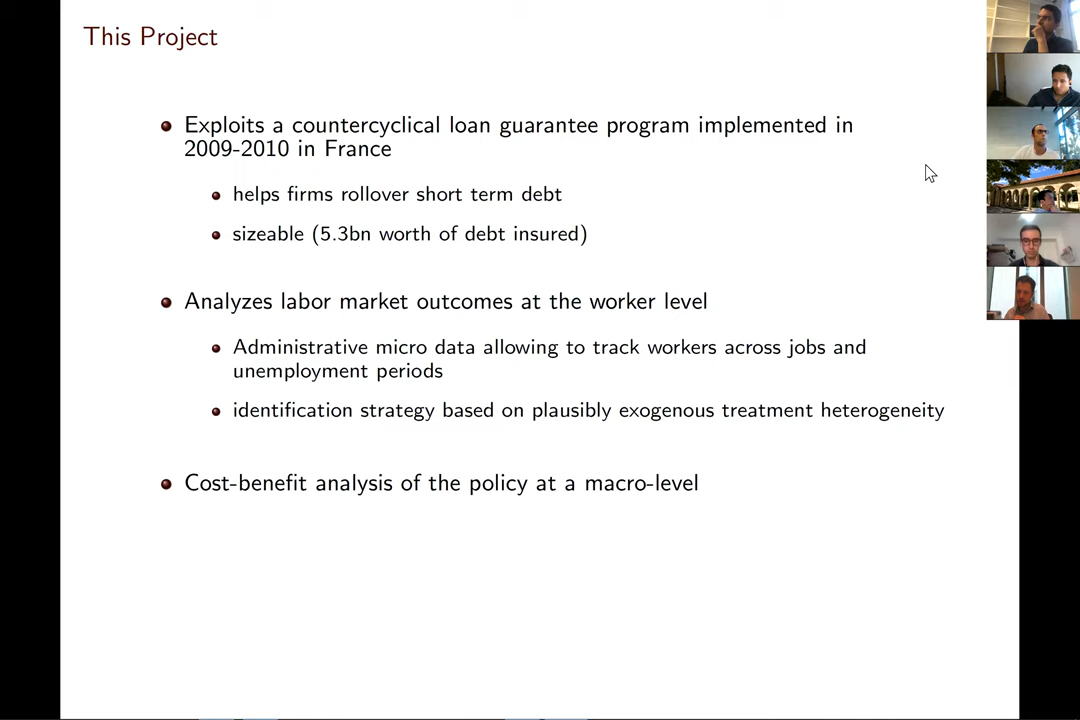 This Project
Exploits a countercyclical loan guarantee program implemented in
2009-2010 in France
helps firms rollover short term debt
sizeable (5.3bn worth of debt insured)
Analyzes labor market outcomes at the worker level
Administrative micro data allowing to track workers across jobs and
unemployment periods
identification strategy based on plausibly exogenous treatment heterogeneity
Cost-benefit analysis of the policy at a macro-level